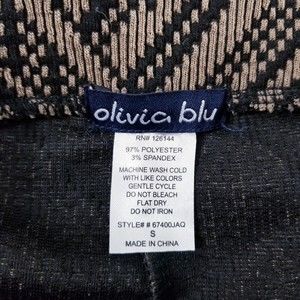 olivia blu
RN# 126144
97% POLYESTER
3% SPANDEX
MACHINE WASH COLD
WITH LIKE COLORS
GENTLE CYCLE
DO NOT BLEACH
FLAT DRY
DO NOT IRON
STYLE# # 67400JAQ
S
MADE IN CHINA